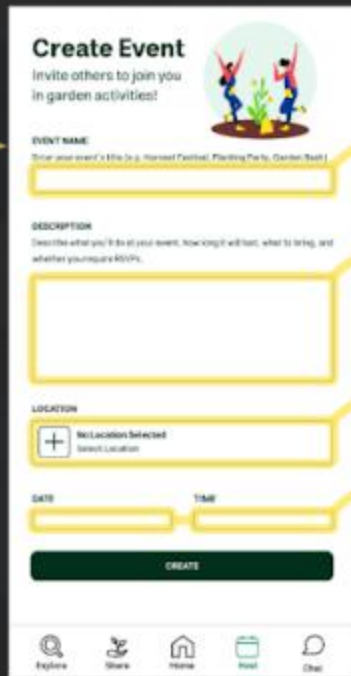 Create Event
Invite others to join you
in garden activities!
EVENT NAME
Enter your event's title (e.g. Harvest Festival, Planting Party, Garden Bash)
DESCRIPTION
Describe what you'll do at your event, how long it will last, what to bring, and
whether you require RSVPs.
LOCATION
No Location Selected
Select Location
DATE
TIME
CREATE
Explore
Share
Home
Host
Chat